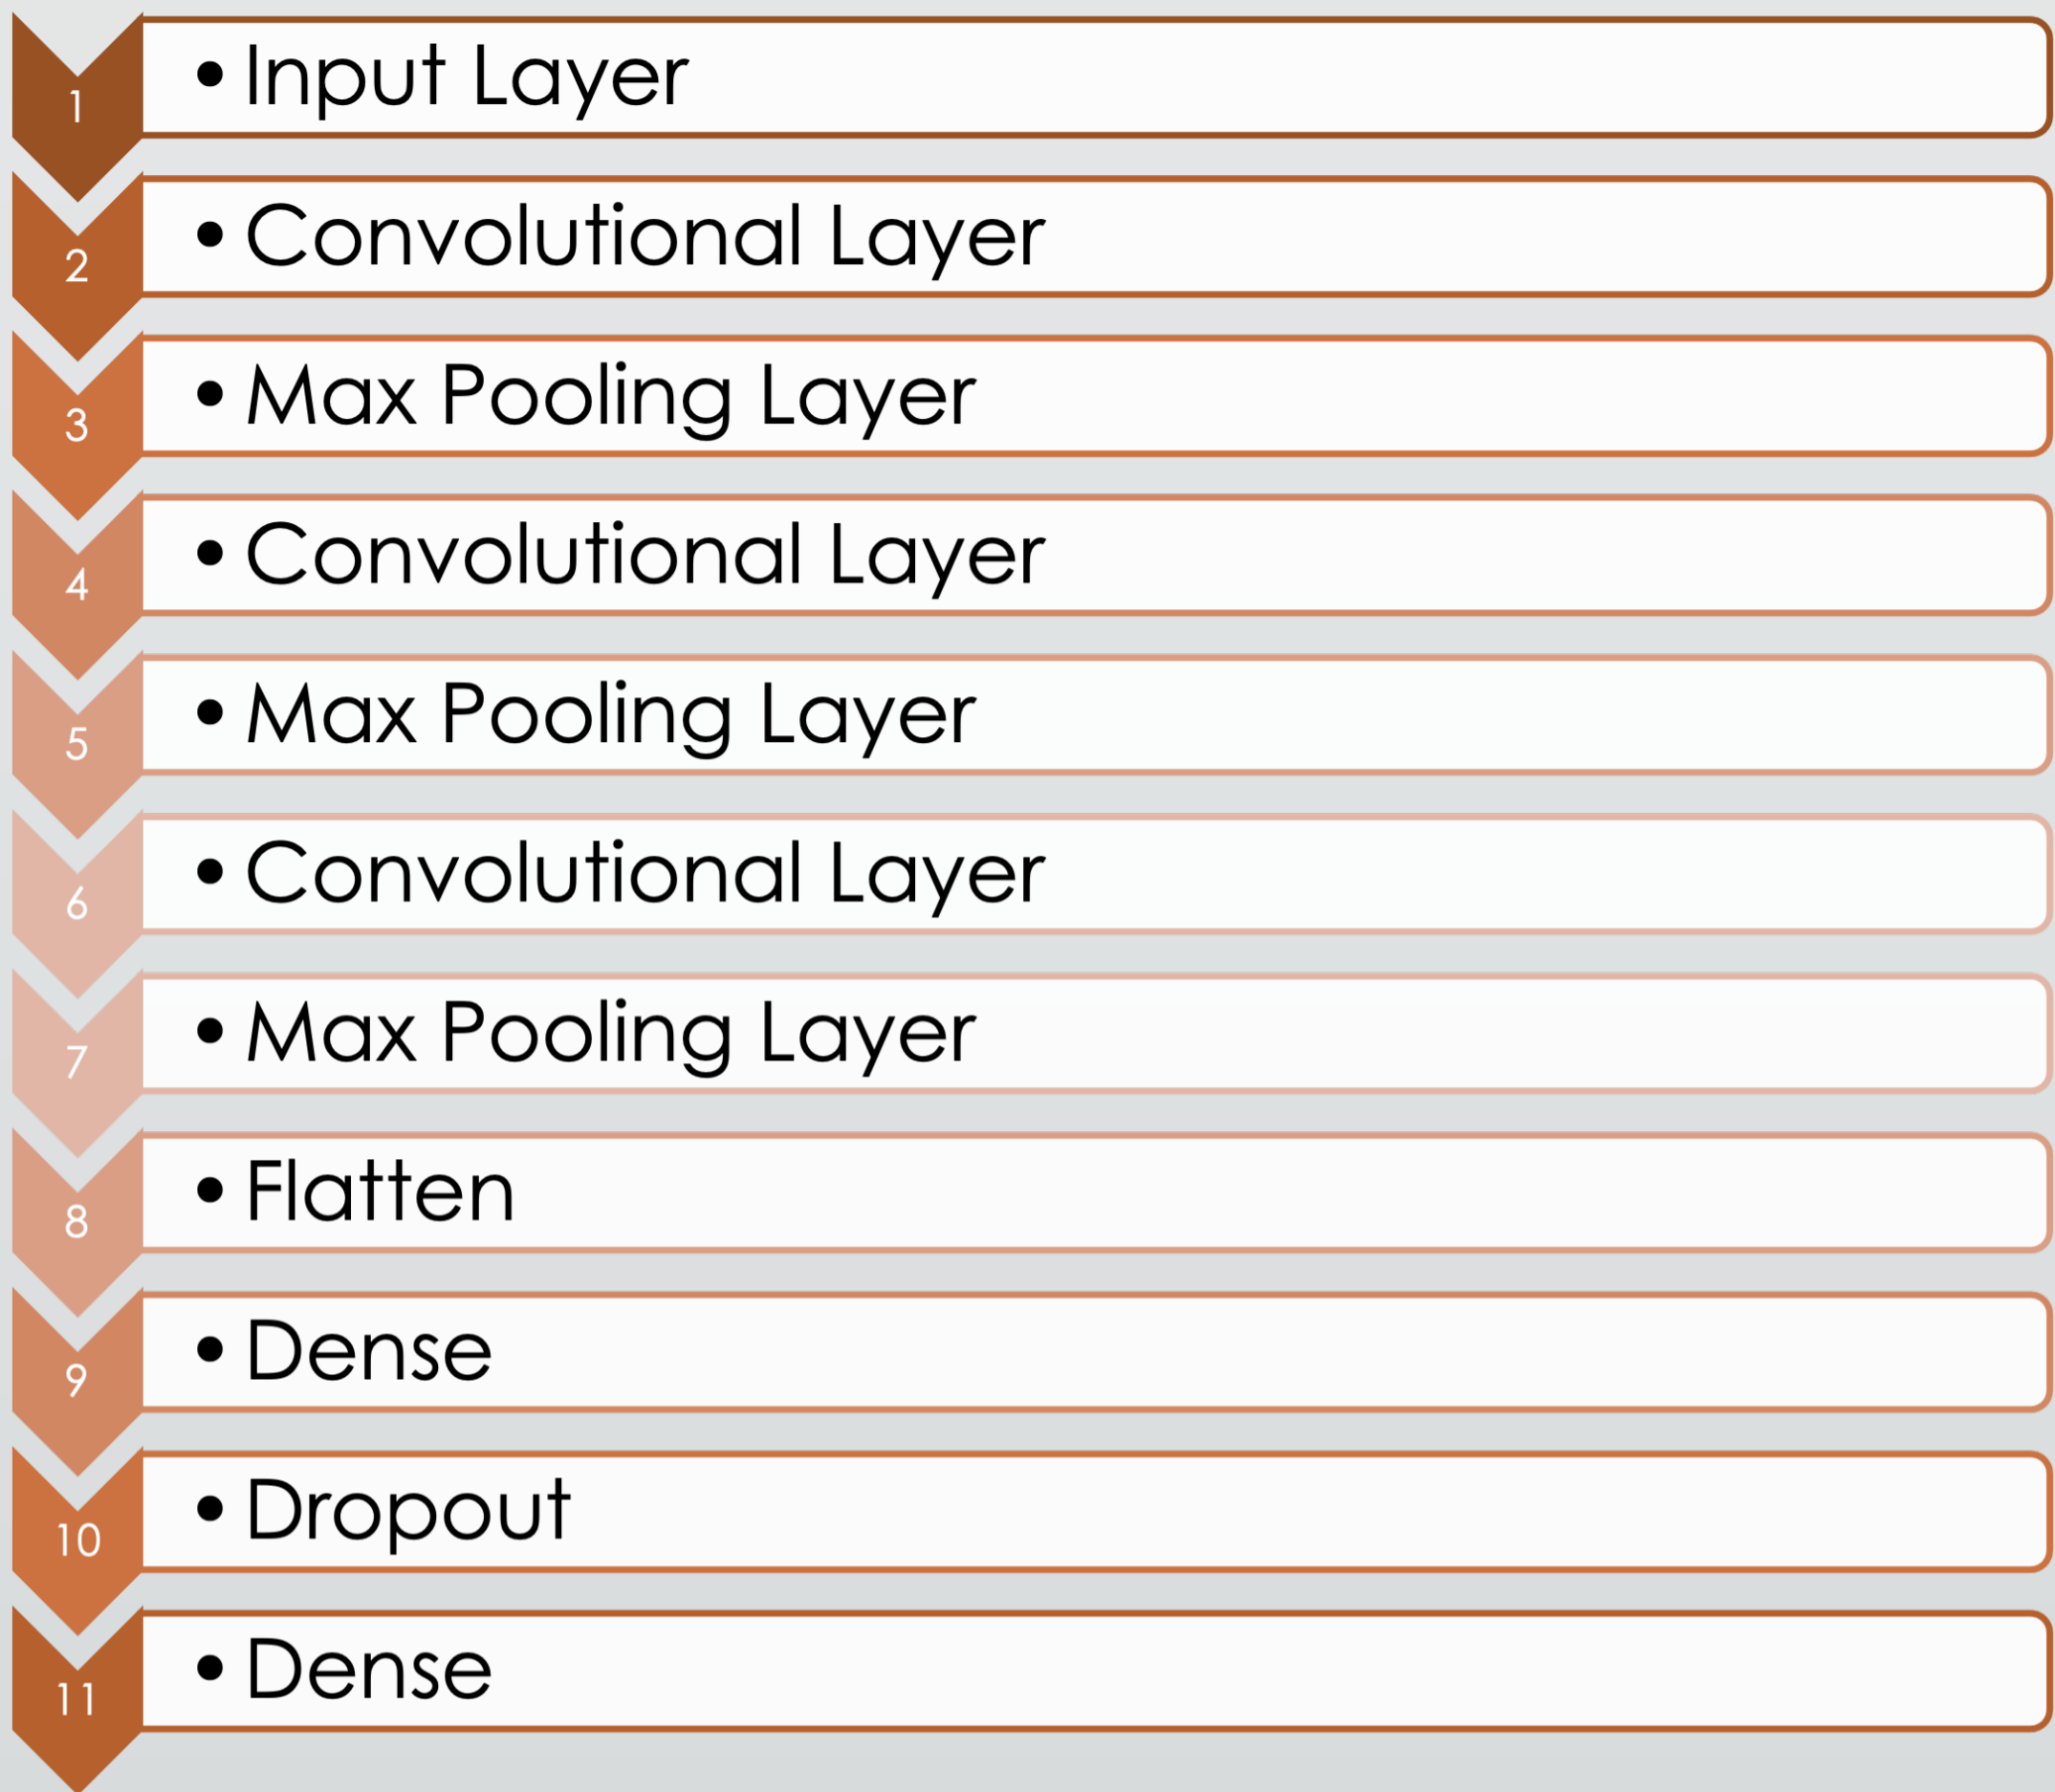 1
• Input Layer
2
• Convolutional Layer
3
• Max Pooling Layer
4
• Convolutional Layer
5
• Max Pooling Layer
6
• Convolutional Layer
7
• Max Pooling Layer
8
• Flatten
9
• Dense
10
• Dropout
11
• Dense